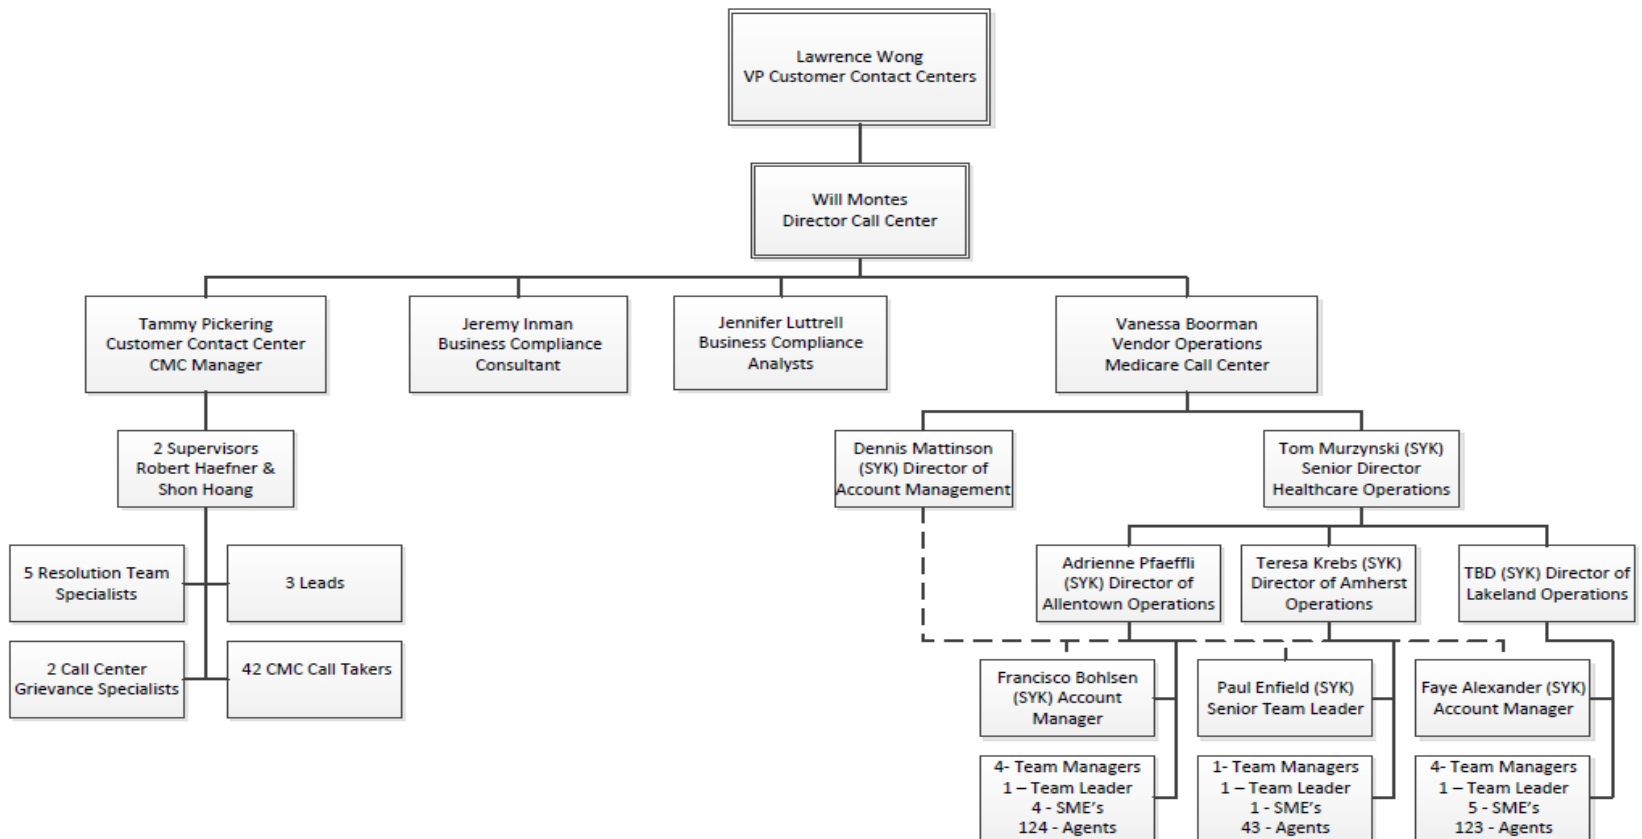 Lawrence Wong
VP Customer Contact Centers
Will Montes
Director Call Center
Tammy Pickering
Customer Contact Center
CMC Manager
Jeremy Inman
Business Compliance
Consultant
Jennifer Luttrell
Business Compliance
Analysts
Vanessa Boorman
Vendor Operations
Medicare Call Center
2 Supervisors
Robert Haefner &
Shon Hoang
Dennis Mattinson
(SYK) Director of
Account Management
Tom Murzynski (SYK)
Senior Director
Healthcare Operations
5 Resolution Team
Specialists
3 Leads
Adrienne Pfaeffli
(SYK) Director of
Allentown Operations
Teresa Krebs (SYK)
Director of Amherst
Operations
TBD (SYK) Director of
Lakeland Operations
2 Call Center
Grievance Specialists
42 CMC Call Takers
Francisco Bohlsen
(SYK) Account
Manager
Paul Enfield (SYK)
Senior Team Leader
Faye Alexander (SYK)
Account Manager
4- Team Managers
1 – Team Leader
4 - SME's
124 - Agents
1- Team Managers
1 – Team Leader
1 - SME's
43 - Agents
4- Team Managers
1 – Team Leader
5 - SME's
123 - Agents